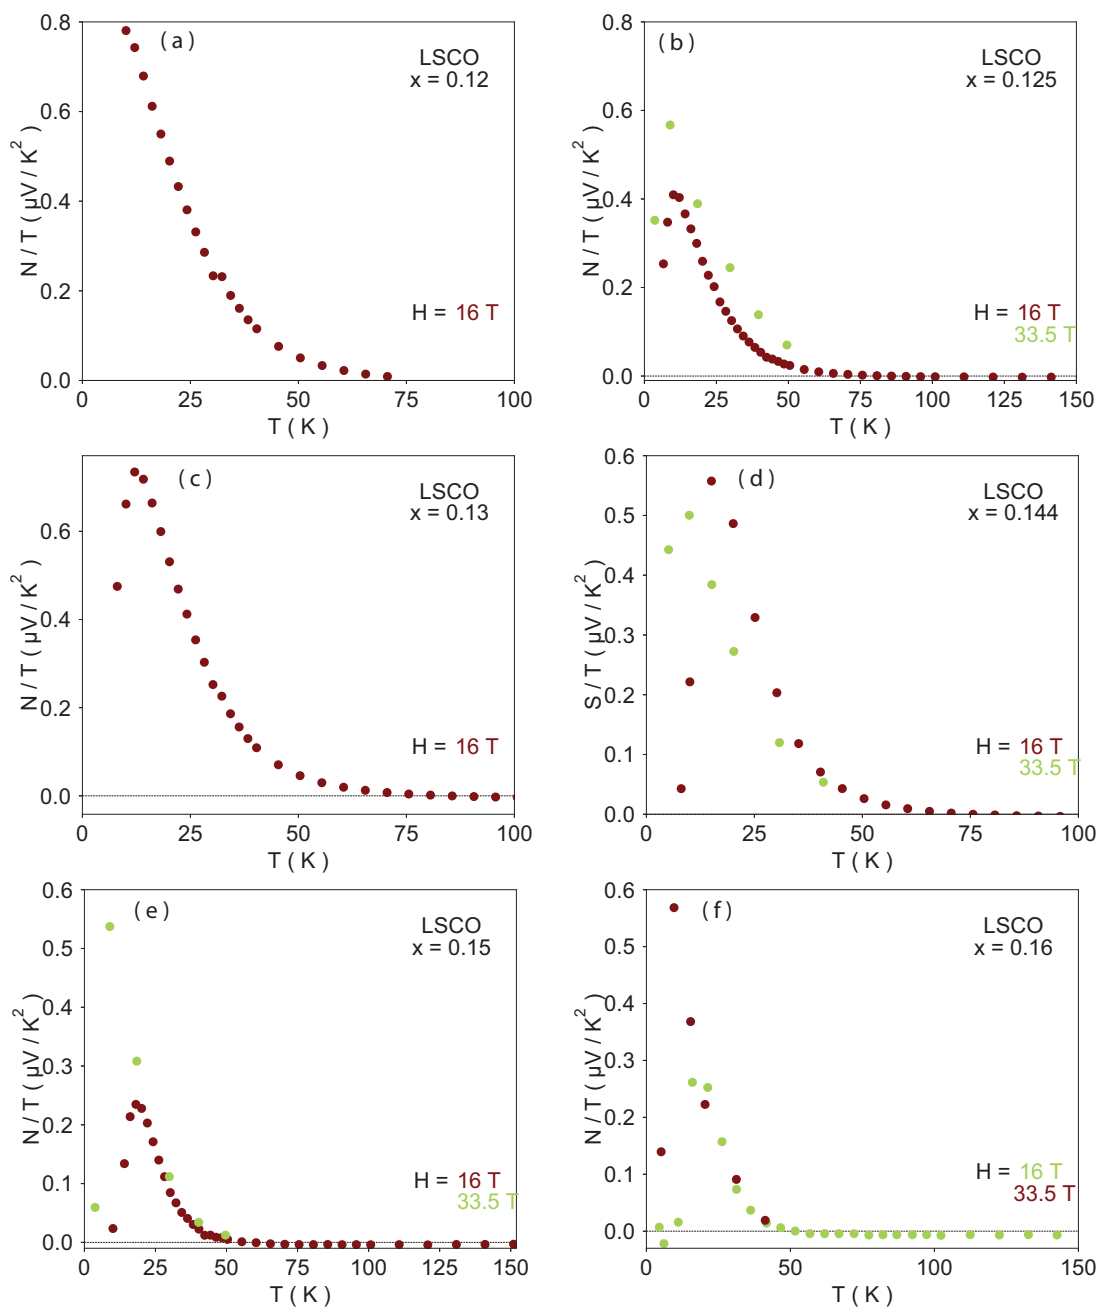 (a)
LSCO
x = 0.12
H = 16 T
N / T ( µV / K²)
0.8
0.6
0.4
0.2
0.0
0 25 50 75 100
T ( K )
(b)
LSCO
x = 0.125
H = 16 T
33.5 T
N / T ( µV / K²)
0.8
0.6
0.4
0.2
0.0
0 25 50 75 100 125 150
T ( K )
(c)
LSCO
x = 0.13
H = 16 T
N / T ( µV / K²)
0.6
0.4
0.2
0.0
0 25 50 75 100
T ( K )
(d)
LSCO
x = 0.144
H = 16 T
33.5 T
S / T ( µV / K²)
0.6
0.5
0.4
0.3
0.2
0.1
0.0
0 25 50 75 100
T ( K )
(e)
LSCO
x = 0.15
H = 16 T
33.5 T
N / T ( µV / K²)
0.6
0.5
0.4
0.3
0.2
0.1
0.0
0 25 50 75 100 125 150
T ( K )
(f)
LSCO
x = 0.16
H = 16 T
33.5 T
N / T ( µV / K²)
0.6
0.5
0.4
0.3
0.2
0.1
0.0
0 50 100 150
T ( K )